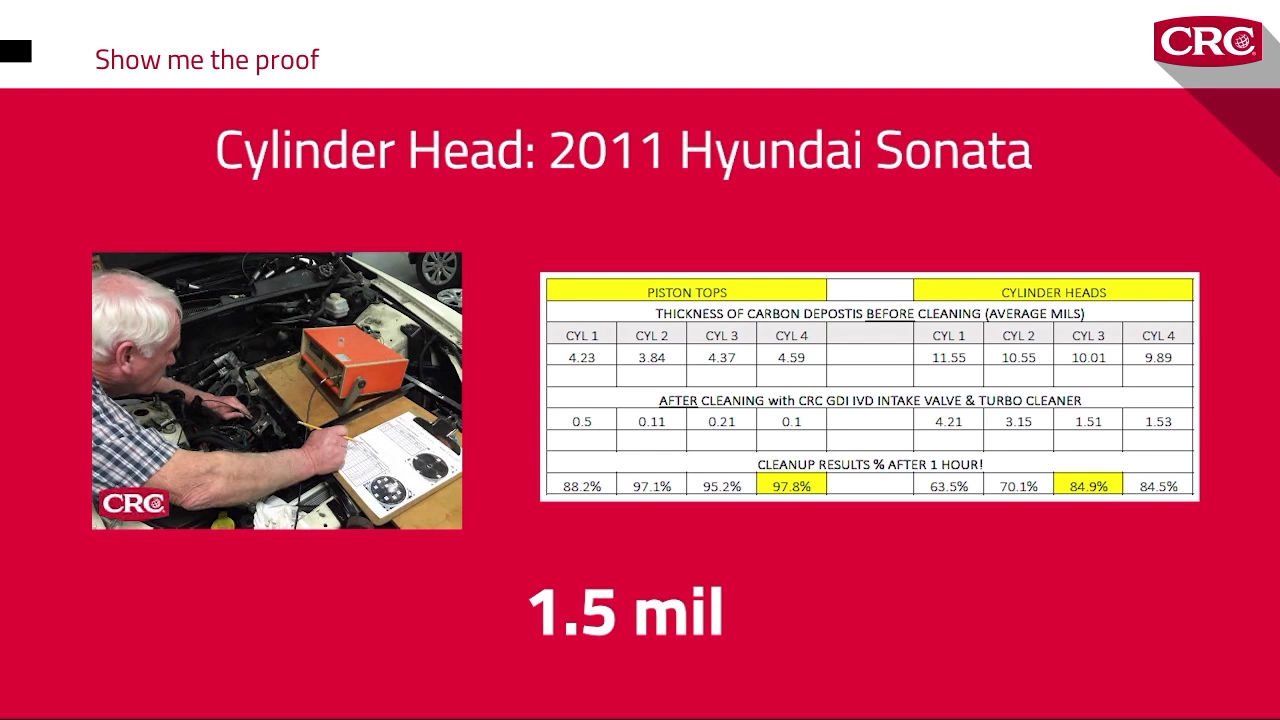 Show me the proof
CRC
Cylinder Head: 2011 Hyundai Sonata
PISTON TOPS CYLINDER HEADS
THICKNESS OF CARBON DEPOSTIS BEFORE CLEANING (AVERAGE MILS)
CYL 1 CYL 2 CYL 3 CYL 4 CYL 1 CYL 2 CYL 3 CYL 4
4.23 3.84 4.37 4.59 11.55 10.55 10.01 9.89
AFTER CLEANING with CRC GDI IVD INTAKE VALVE & TURBO CLEANER
0.5 0.11 0.21 0.1 4.21 3.15 1.51 1.53
CLEANUP RESULTS % AFTER 1 HOUR!
88.2% 97.1% 95.2% 97.8% 63.5% 70.1% 84.9% 84.5%
CRC
1.5 mil